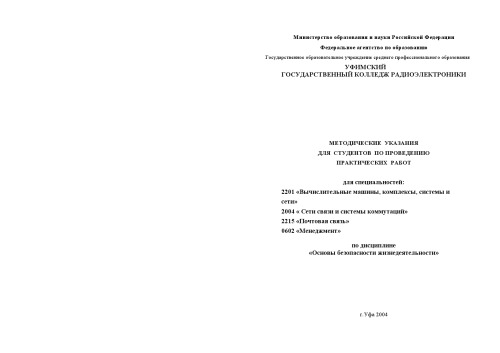 Министерство образования и науки Российской Федерации
Федеральное агентство по образованию
Государственное образовательное учреждение среднего профессионального образования
УФИМСКИЙ
ГОСУДАРСТВЕННЫЙ КОЛЛЕДЖ РАДИОЭЛЕКТРОНИКИ
МЕТОДИЧЕСКИЕ УКАЗАНИЯ
ДЛЯ СТУДЕНТОВ ПО ПРОВЕДЕНИЮ
ПРАКТИЧЕСКИХ РАБОТ
для специальностей:
2201 «Вычислительные машины, комплексы, системы и
сети»
2004 « Сети связи и системы коммутаций»
2215 «Почтовая связь»
0602 «Менеджмент»
по дисциплине
«Основы безопасности жизнедеятельности»
г. Уфа 2004